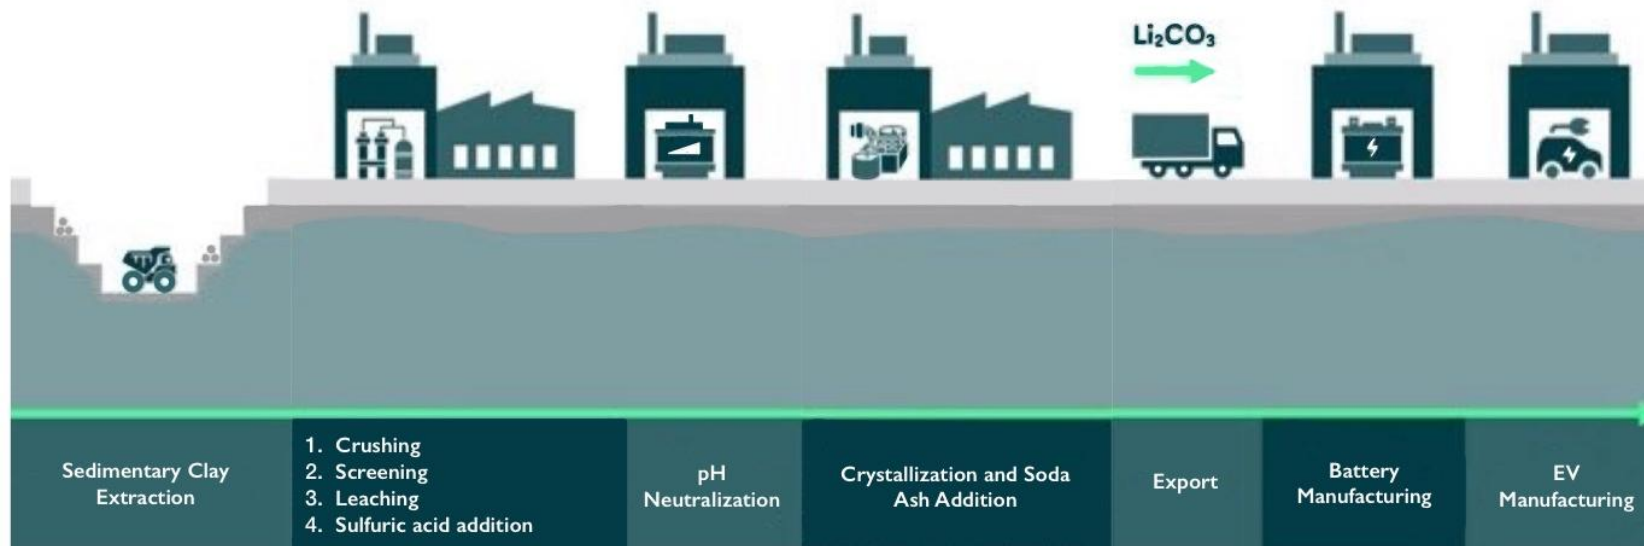 Li₂CO₃
Sedimentary Clay
Extraction
1. Crushing
2. Screening
3. Leaching
4. Sulfuric acid addition
pH
Neutralization
Crystallization and Soda
Ash Addition
Export
Battery
Manufacturing
EV
Manufacturing